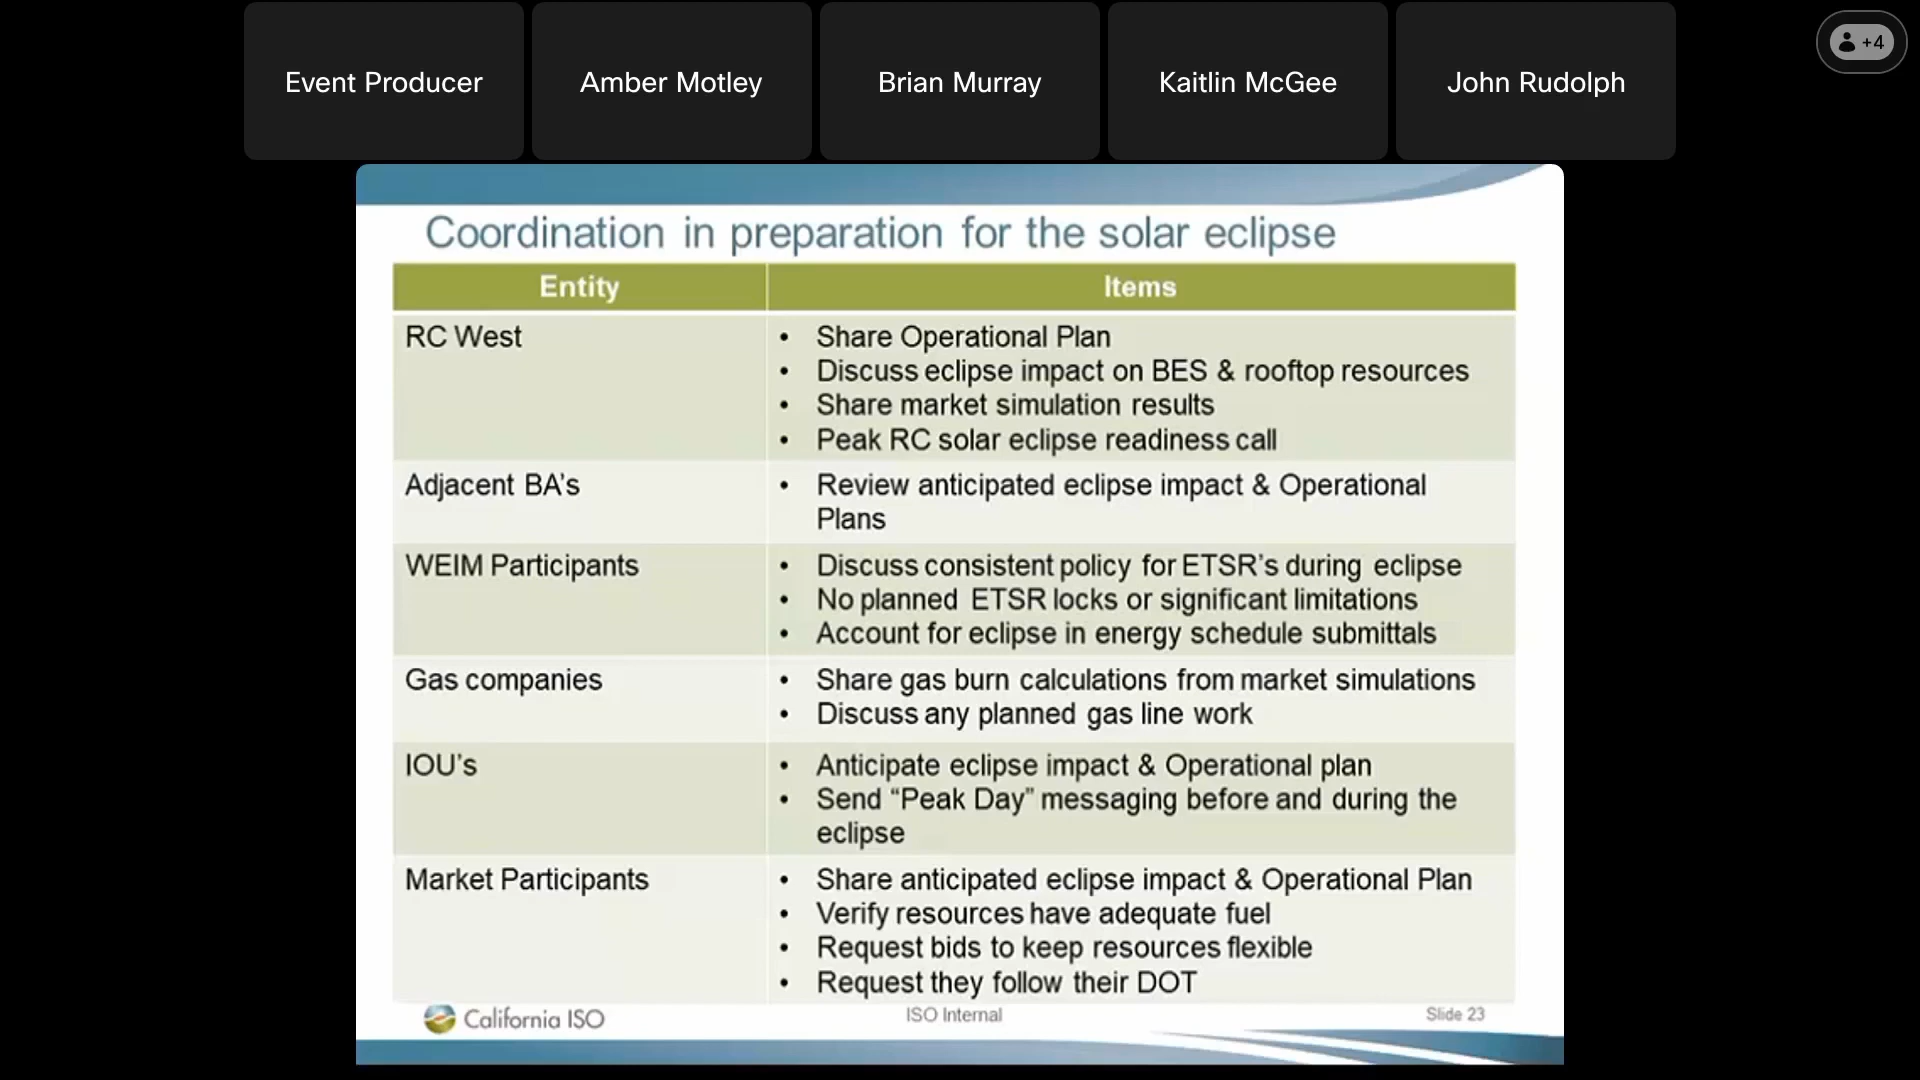 Event Producer
Amber Motley
Brian Murray
Kaitlin McGee
John Rudolph
+4
Coordination in preparation for the solar eclipse
Entity
Items
RC West
• Share Operational Plan
• Discuss eclipse impact on BES & rooftop resources
• Share market simulation results
• Peak RC solar eclipse readiness call
Adjacent BA's
• Review anticipated eclipse impact & Operational
Plans
WEIM Participants
• Discuss consistent policy for ETSR's during eclipse
• No planned ETSR locks or significant limitations
• Account for eclipse in energy schedule submittals
Gas companies
• Share gas burn calculations from market simulations
• Discuss any planned gas line work
IOU's
• Anticipate eclipse impact & Operational plan
• Send “Peak Day” messaging before and during the
eclipse
Market Participants
• Share anticipated eclipse impact & Operational Plan
• Verify resources have adequate fuel
• Request bids to keep resources flexible
• Request they follow their DOT
California ISO
ISO Internal
Slide 23